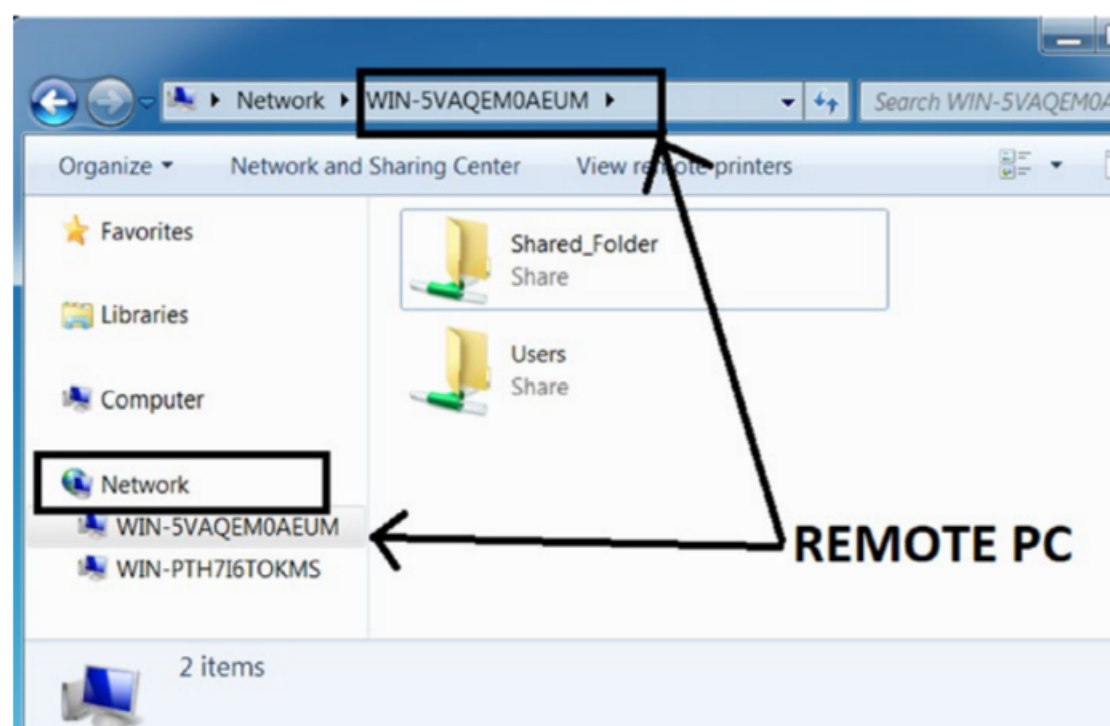 Network WIN-5VAQEM0AEUM Search WIN-5VAQEM0A
Organize Network and Sharing Center View remote printers
Favorites
Libraries
Computer
Network
WIN-5VAQEM0AEUM
WIN-PTH7I6TOKMS
Shared_Folder
Share
Users
Share
REMOTE PC
2 items